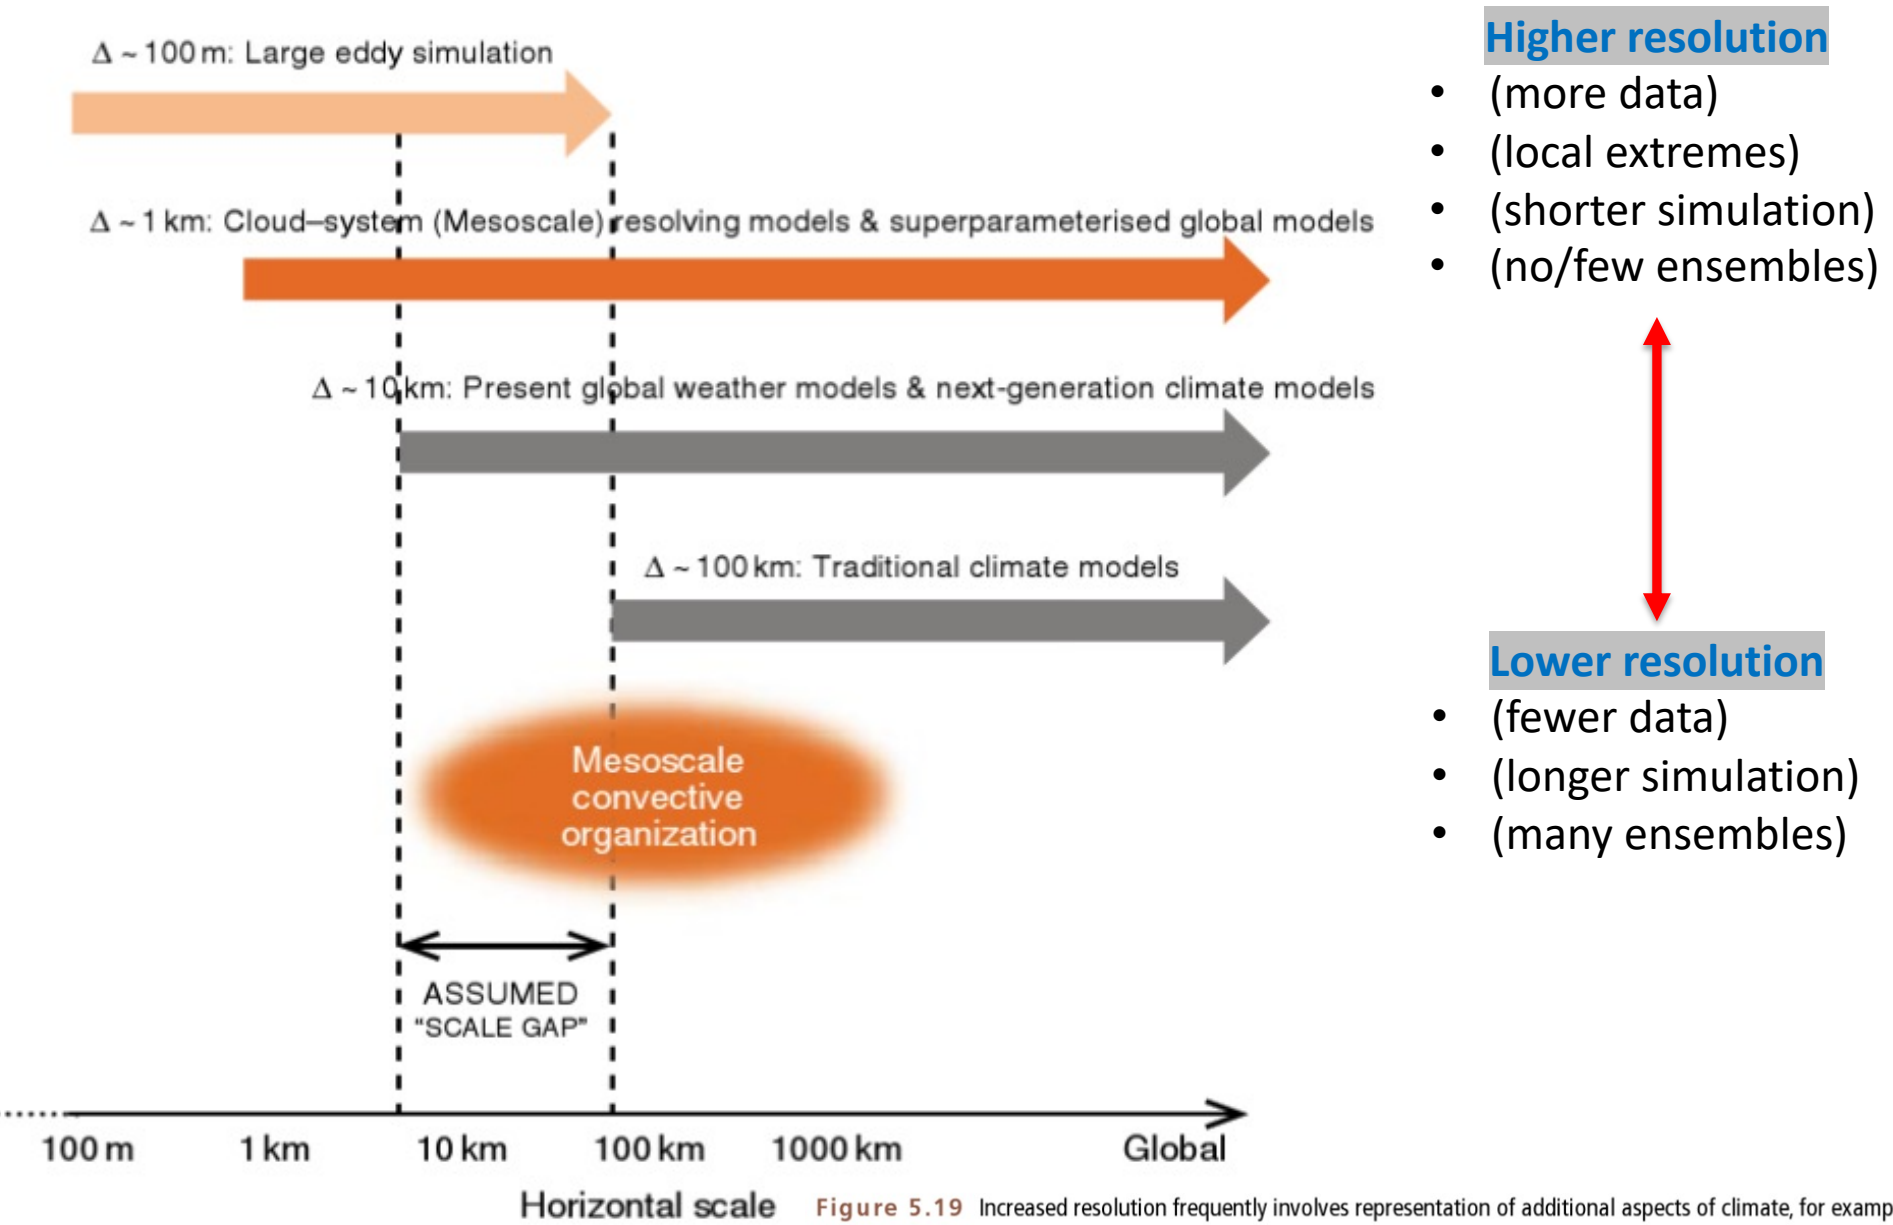 Δ ~ 100 m: Large eddy simulation
Δ ~ 1 km: Cloud–system (Mesoscale) resolving models & superparameterised global models
Δ ~ 10 km: Present global weather models & next-generation climate models
Δ ~ 100 km: Traditional climate models
Mesoscale
convective
organization
ASSUMED
“SCALE GAP”
100 m 1 km 10 km 100 km 1000 km Global
Horizontal scale
Figure 5.19 Increased resolution frequently involves representation of additional aspects of climate, for examp
Higher resolution
• (more data)
• (local extremes)
• (shorter simulation)
• (no/few ensembles)
Lower resolution
• (fewer data)
• (longer simulation)
• (many ensembles)